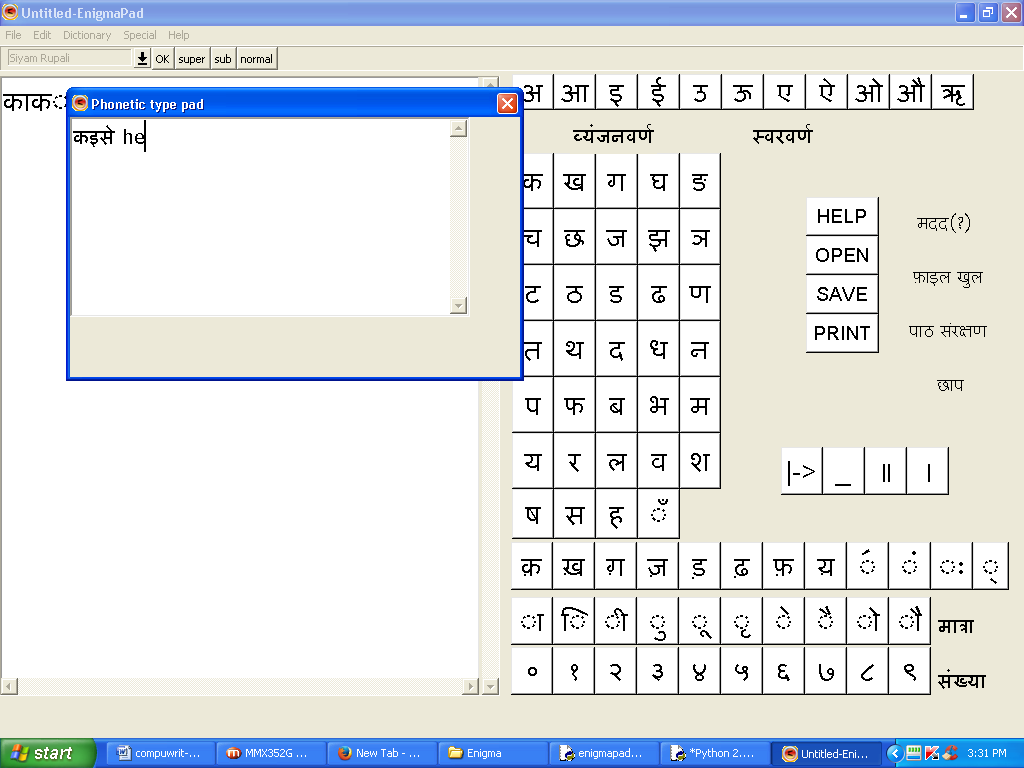 Untitled-EnigmaPad
File Edit Dictionary Special Help
Siyam Rupali OK super sub normal
काक
Phonetic type pad
कइसे he
अ आ इ ई उ ऊ ए ऐ ओ औ ऋ
व्यंजनवर्ण स्वरवर्ण
क ख ग घ ङ
च छ ज झ ञ
ट ठ ड ढ ण
त थ द ध न
प फ ब भ म
य र ल व श
ष स ह ँ
HELP मदद(?)
OPEN फ़ाइल खुल
SAVE पाठ संरक्षण
PRINT छाप
|-> _ || |
क़ ख़ ग़ ज़ ड़ ढ़ फ़ य़ ॔ ं ः ्
ा ि ी ु ू ृ े ै ो ौ मात्रा
० १ २ ३ ४ ५ ६ ७ ८ ९ संख्या
start compuwrit-... MMX352G ... New Tab - ... Enigma enigmapad... *Python 2.... Untitled-Eni... 3:31 PM